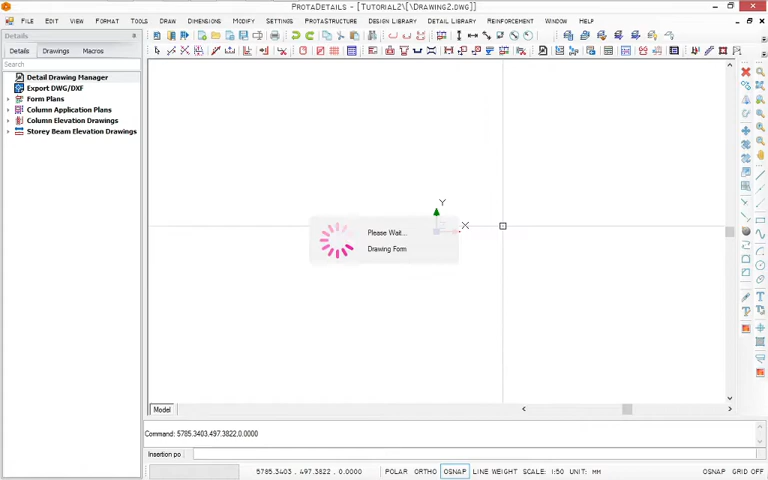 PROTADETAILS - [TUTORIAL2\[\DRAWING2.DWG]]
FILE EDIT VIEW FORMAT TOOLS DRAW DIMENSIONS MODIFY SETTINGS PROTASTRUCTURE DESIGN LIBRARY DETAIL LIBRARY REINFORCEMENT WINDOW HELP
Details
Details Drawings Macros
Search
Detail Drawing Manager
Export DWG/DXF
Form Plans
Column Application Plans
Column Elevation Drawings
Storey Beam Elevation Drawings
Y
X
Please Wait...
Drawing Form
Model
Command: 5785.3403,497.3822,0.0000
Insertion po
5785.3403 , 497.3822 , 0.0000 POLAR ORTHO OSNAP LINE WEIGHT SCALE: 1:50 UNIT: MM OSNAP GRID OFF